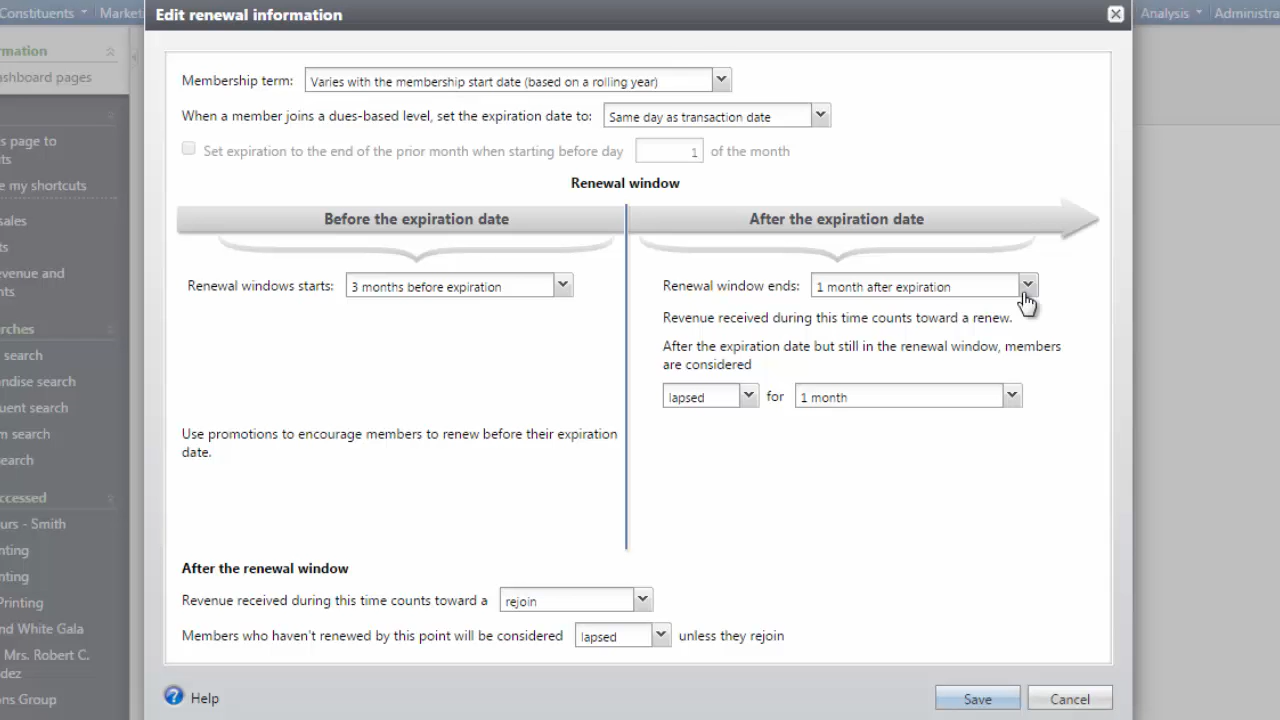 Constituents
Market
Edit renewal information
Analysis
Administra
rmation
ashboard pages
s page to
ts
e my shortcuts
sales
ts
evenue and
nts
rches
search
ndise search
uent search
m search
search
ccessed
urs - Smith
nting
nting
Printing
nd White Gala
Mrs. Robert C.
dez
ons Group
Membership term: Varies with the membership start date (based on a rolling year)
When a member joins a dues-based level, set the expiration date to: Same day as transaction date
Set expiration to the end of the prior month when starting before day 1 of the month
Renewal window
Before the expiration date
After the expiration date
Renewal windows starts: 3 months before expiration
Use promotions to encourage members to renew before their expiration
date.
Renewal window ends: 1 month after expiration
Revenue received during this time counts toward a renew.
After the expiration date but still in the renewal window, members
are considered
lapsed for 1 month
After the renewal window
Revenue received during this time counts toward a rejoin
Members who haven't renewed by this point will be considered lapsed unless they rejoin
Help
Save
Cancel